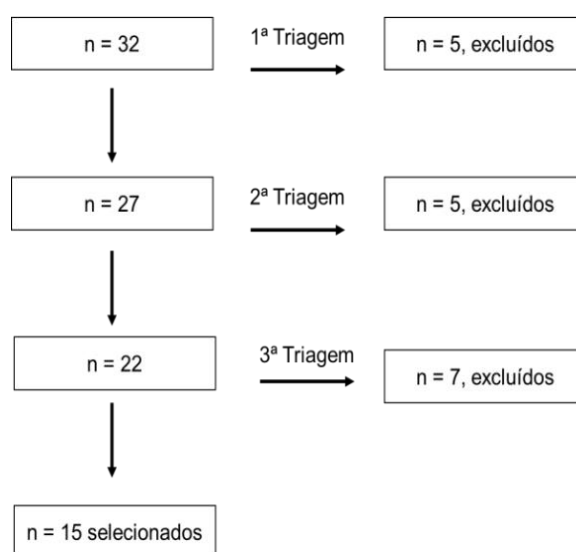 n = 32
1ª Triagem
n = 5, excluídos
n = 27
2ª Triagem
n = 5, excluídos
n = 22
3ª Triagem
n = 7, excluídos
n = 15 selecionados